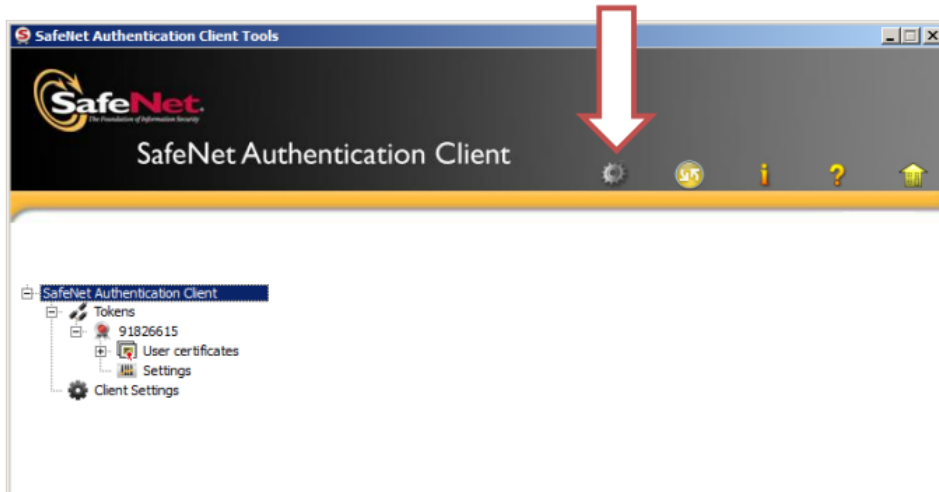 SafeNet Authentication Client Tools
SafeNet.
The Foundation of Information Security
SafeNet Authentication Client
SafeNet Authentication Client
Tokens
91826615
User certificates
Settings
Client Settings